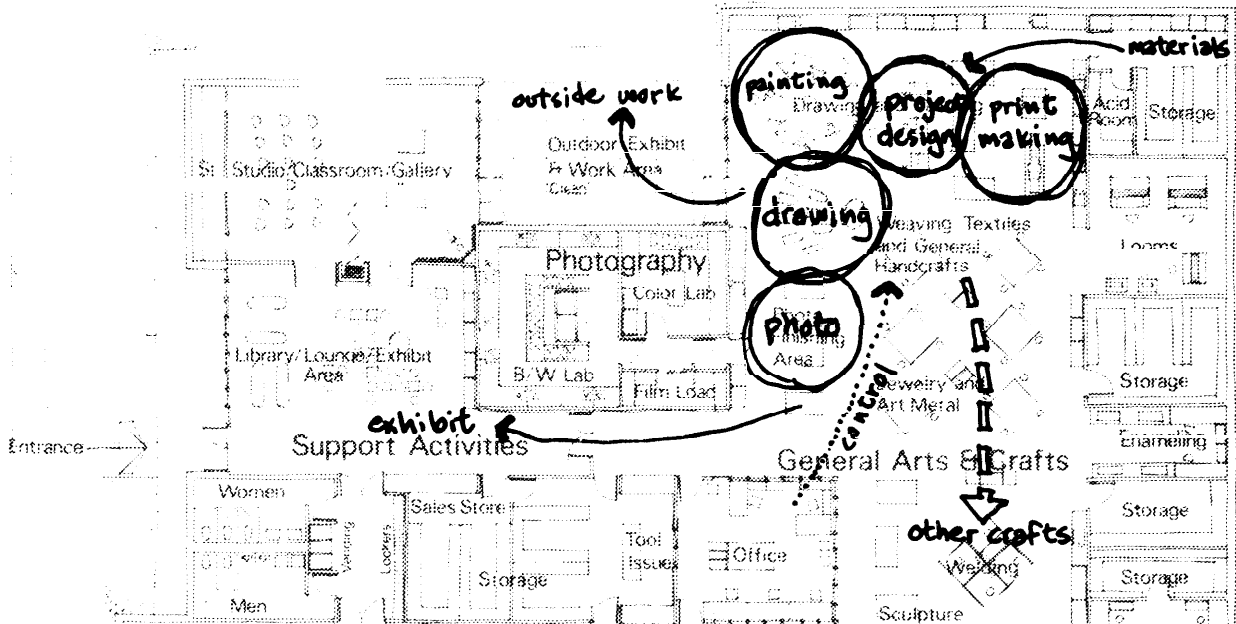 materials
painting
Drawing
project
design
print
making
Acid
Room
Storage
outside work
Outdoor Exhibit
& Work Area
Clean
St
Studio/Classroom/Gallery
drawing
Weaving Textiles
and General
Handcrafts
Looms
Photography
Color Lab
photo
Finishing
Area
Library/Lounge/Exhibit
Area
B/W Lab
Film Load
Jewelry and
Art Metal
control
Storage
exhibit
Entrance
Support Activities
General Arts & Crafts
Enameling
Women
Vending
Sales Store
Storage
other crafts
Tool
Issues
Office
Welding
Storage
Storage
Men
Sculpture